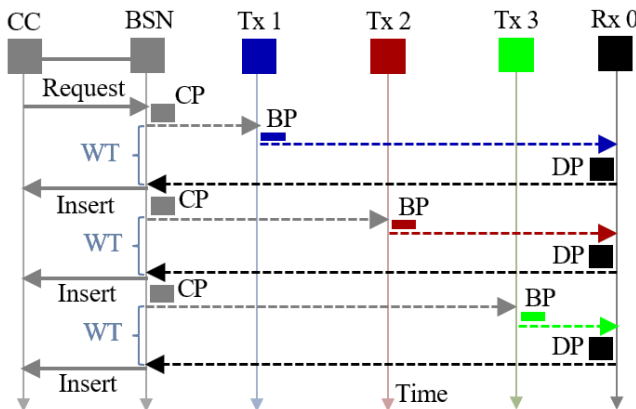 CC BSN Tx 1 Tx 2 Tx 3 Rx 0
Request CP
BP
WT DP
Insert CP
BP
WT DP
Insert CP
BP
WT DP
Insert Time